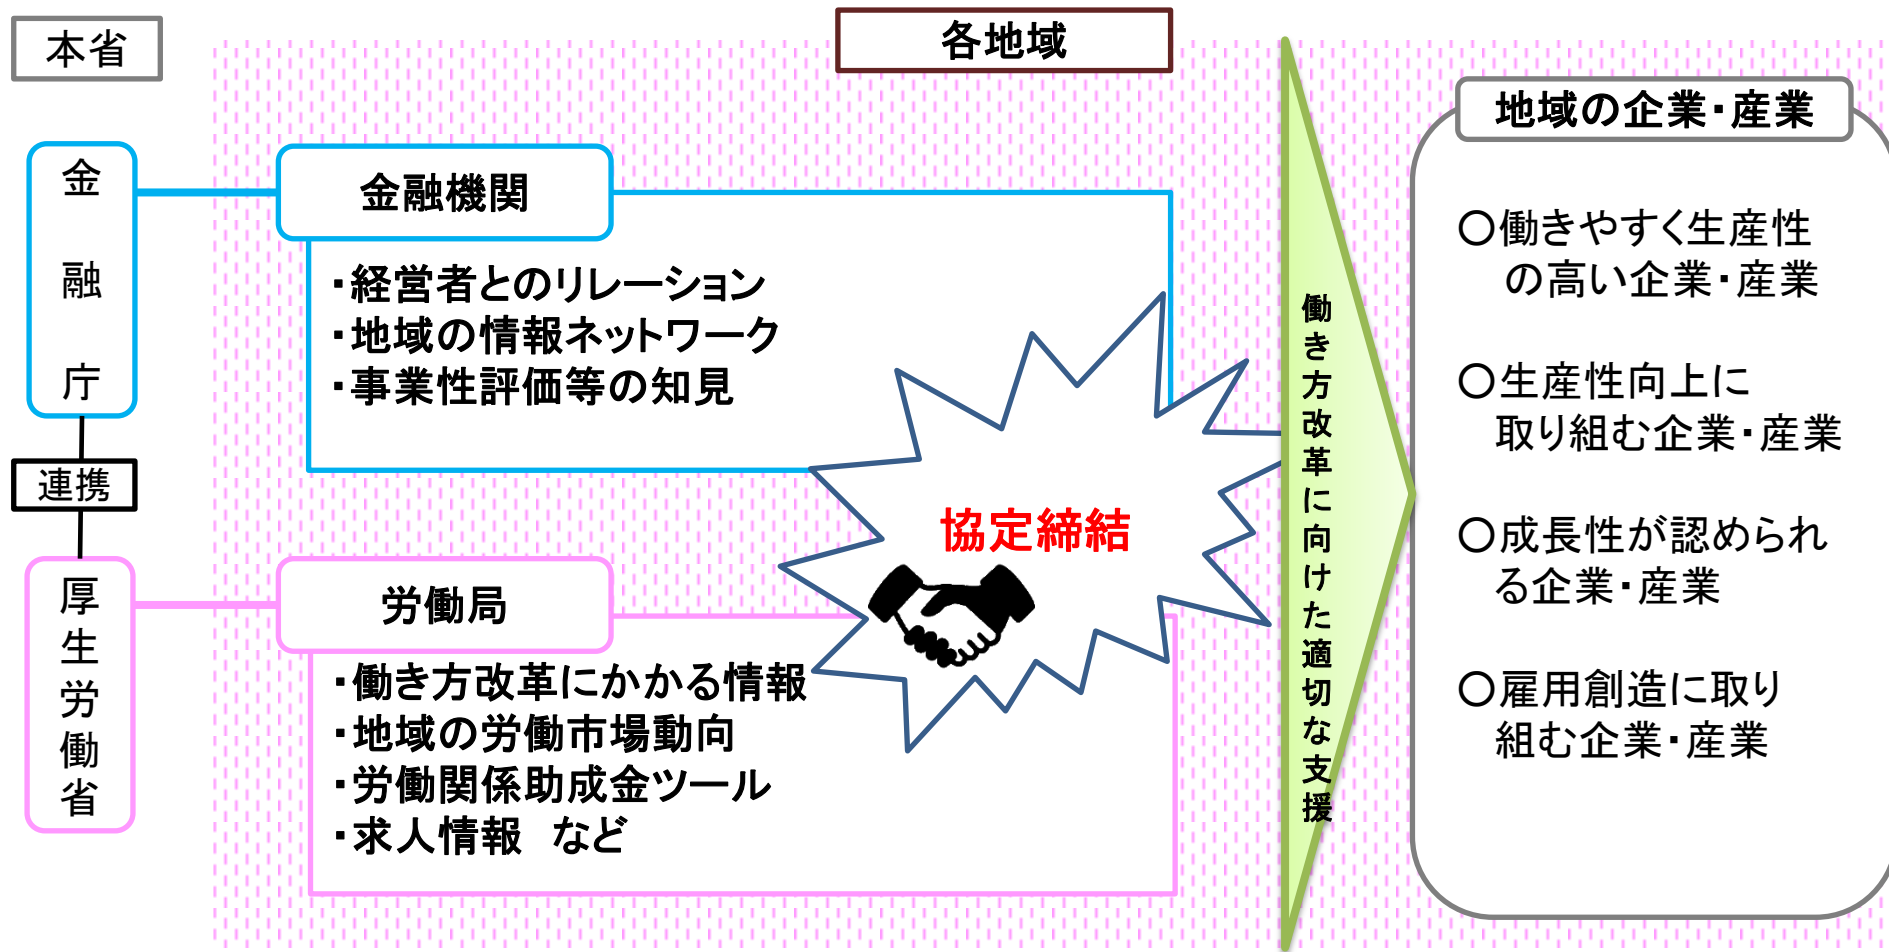 本省
各地域
金融庁
連携
厚生労働省
金融機関
・経営者とのリレーション
・地域の情報ネットワーク
・事業性評価等の知見
協定締結
労働局
・働き方改革にかかる情報
・地域の労働市場動向
・労働関係助成金ツール
・求人情報　など
働き方改革に向けた適切な支援
地域の企業・産業
○働きやすく生産性
の高い企業・産業
○生産性向上に
取り組む企業・産業
○成長性が認められ
る企業・産業
○雇用創造に取り
組む企業・産業